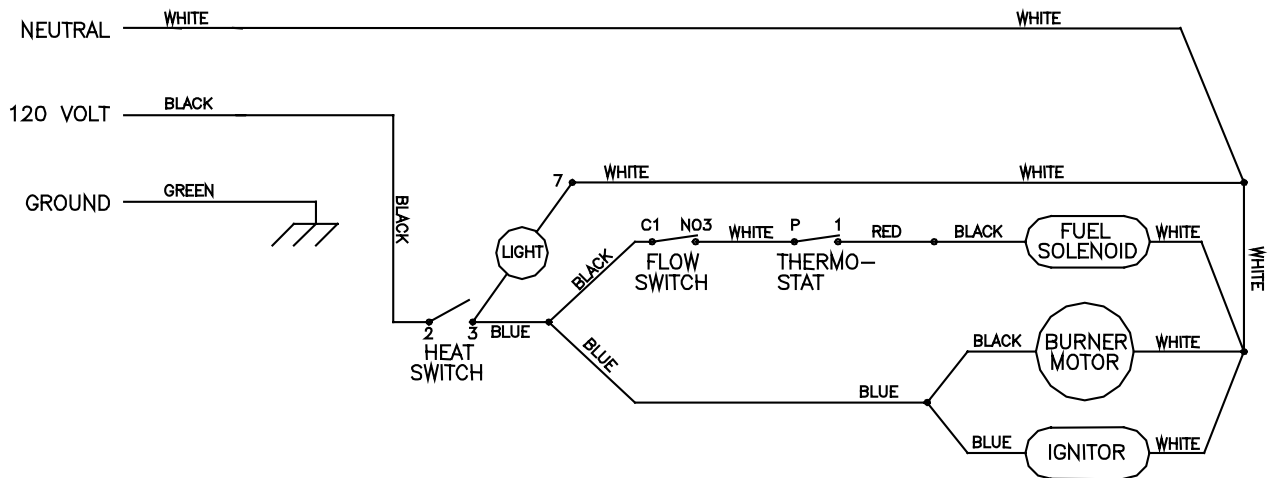 WHITE
WHITE
NEUTRAL
120 VOLT
BLACK
GROUND
GREEN
BLACK
7
WHITE
WHITE
LIGHT
C1
NO3
P
1
WHITE
RED
BLACK
FUEL
SOLENOID
WHITE
FLOW
SWITCH
THERMO-
STAT
BLACK
WHITE
2
3
BLUE
HEAT
SWITCH
BLUE
BLACK
BURNER
MOTOR
WHITE
BLUE
BLUE
IGNITOR
WHITE